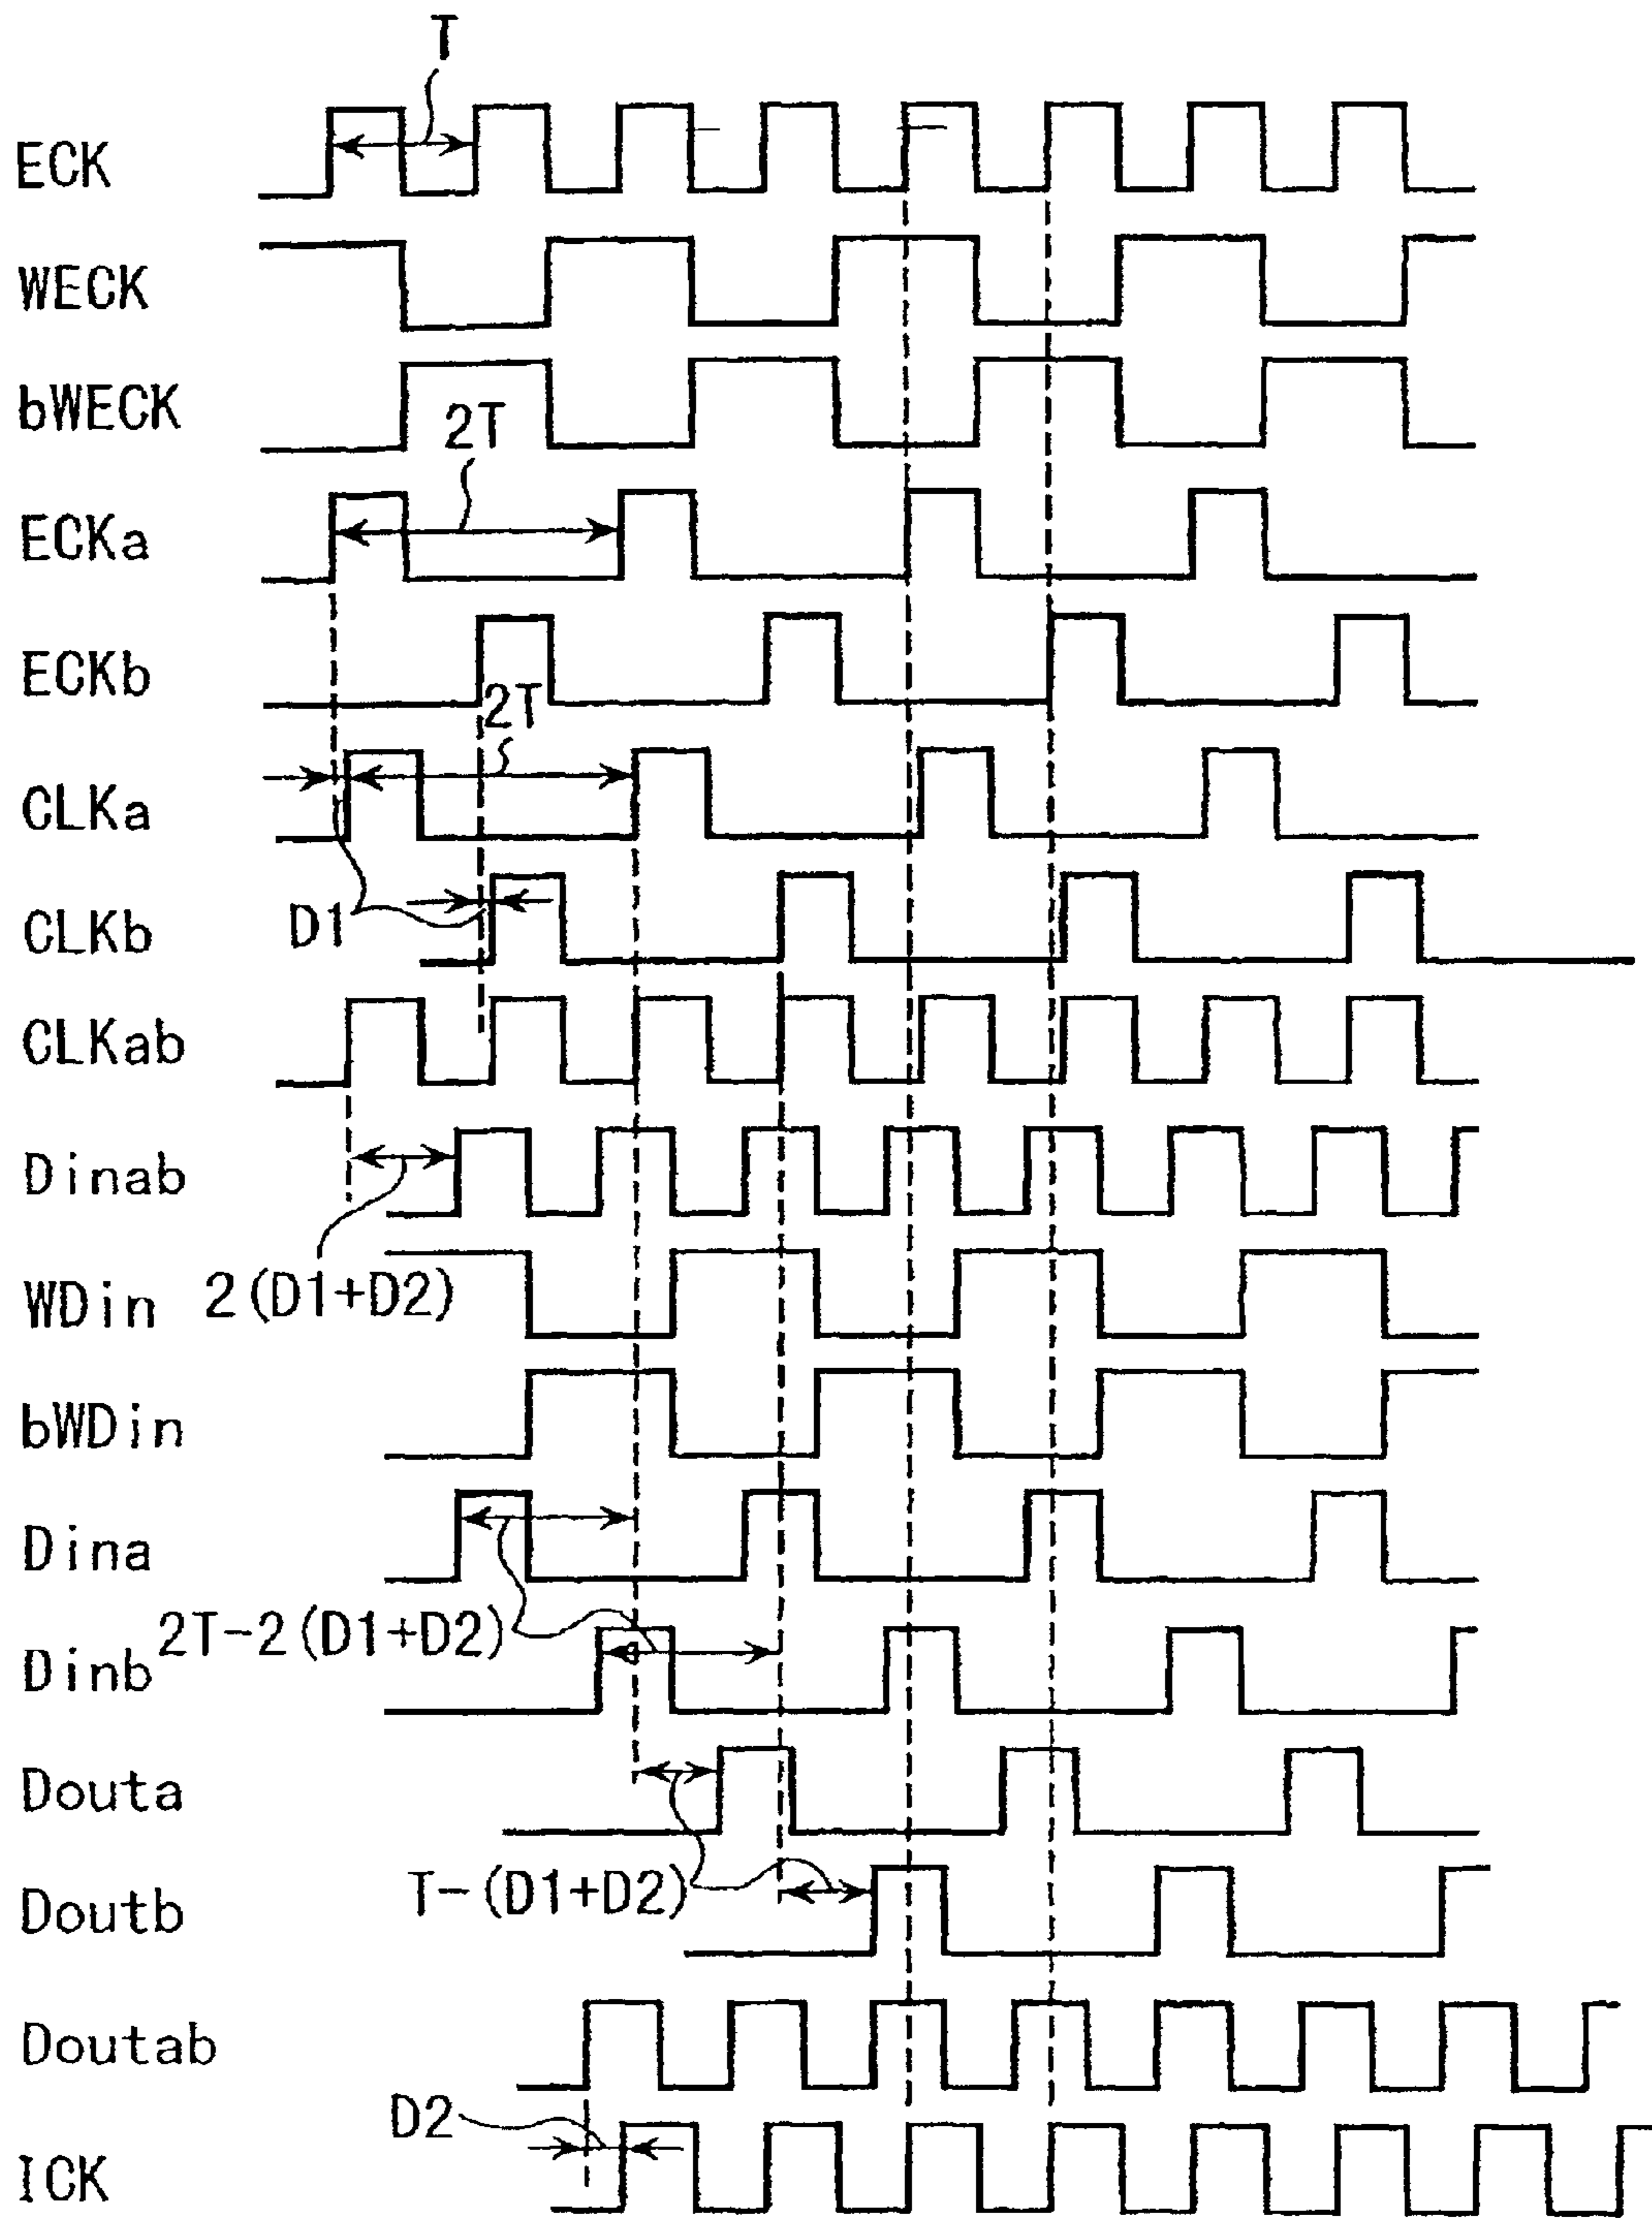 T
ECK
WECK
bWECK
2T
ECKa
ECKb
2T
CLKa
D1
CLKb
CLKab
Dinab
2(D1+D2)
WDin
bWDin
Dina
2T-2(D1+D2)
Dinb
Douta
T-(D1+D2)
Doutb
Doutab
D2
ICK